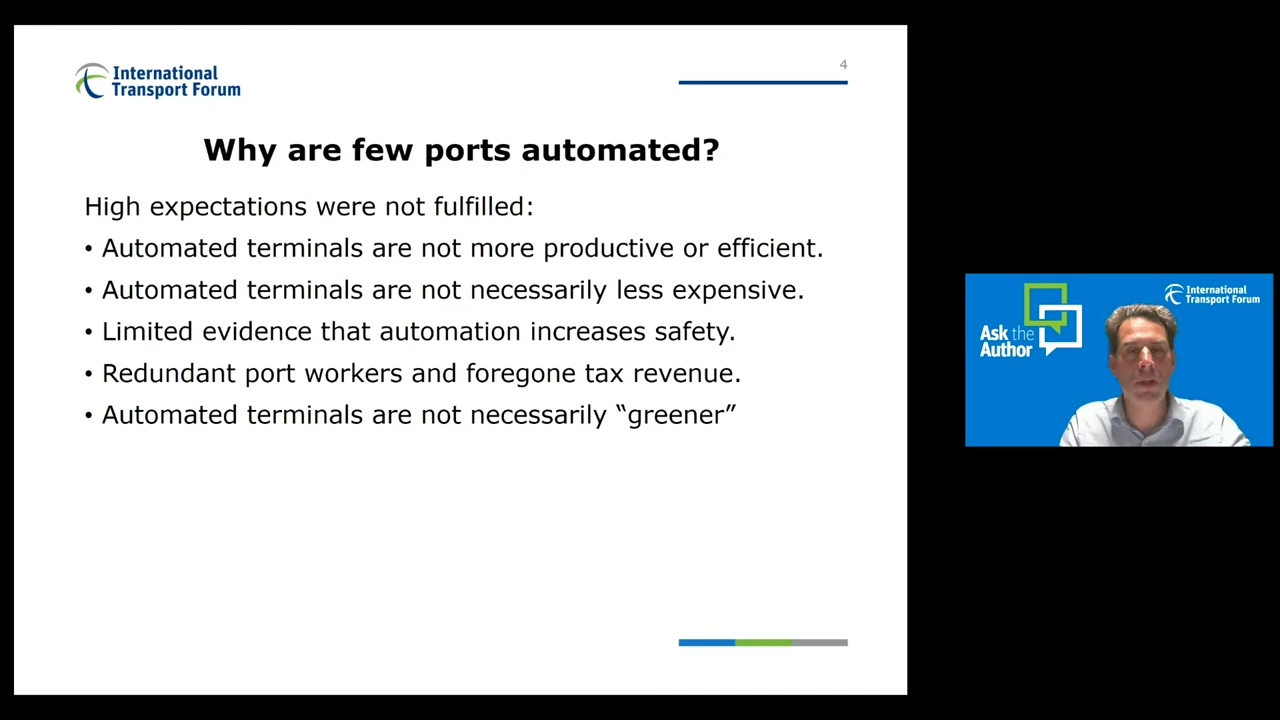 International
Transport Forum
4
Why are few ports automated?
High expectations were not fulfilled:
• Automated terminals are not more productive or efficient.
• Automated terminals are not necessarily less expensive.
• Limited evidence that automation increases safety.
• Redundant port workers and foregone tax revenue.
• Automated terminals are not necessarily “greener”
International
Transport Forum
Ask the
Author